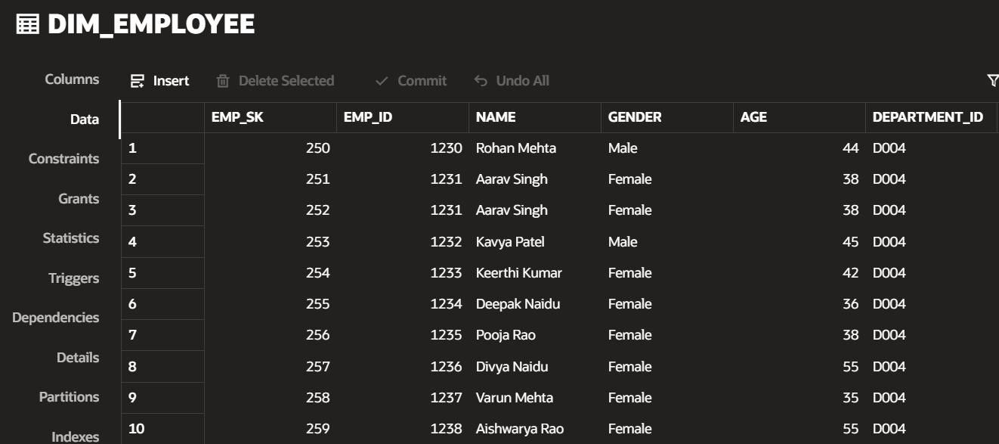 DIM_EMPLOYEE
Columns
Data
Constraints
Grants
Statistics
Triggers
Dependencies
Details
Partitions
Indexes
Insert Delete Selected Commit Undo All
EMP_SK EMP_ID NAME GENDER AGE DEPARTMENT_ID
1 250 1230 Rohan Mehta Male 44 D004
2 251 1231 Aarav Singh Female 38 D004
3 252 1231 Aarav Singh Female 38 D004
4 253 1232 Kavya Patel Male 45 D004
5 254 1233 Keerthi Kumar Female 42 D004
6 255 1234 Deepak Naidu Female 36 D004
7 256 1235 Pooja Rao Female 38 D004
8 257 1236 Divya Naidu Female 55 D004
9 258 1237 Varun Mehta Female 35 D004
10 259 1238 Aishwarya Rao Female 55 D004